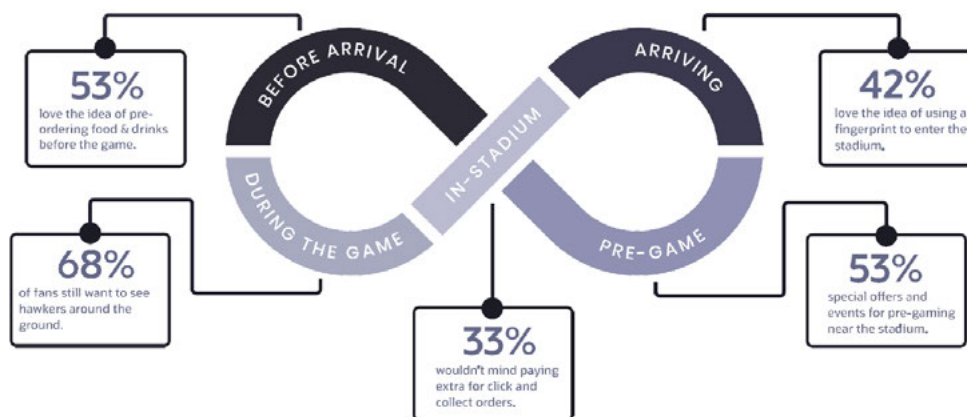 BEFORE ARRIVAL
ARRIVING
IN-STADIUM
DURING THE GAME
PRE-GAME
53%
love the idea of pre-
ordering food & drinks
before the game.
42%
love the idea of using a
fingerprint to enter the
stadium.
68%
of fans still want to see
hawkers around the
ground.
53%
special offers and
events for pre-gaming
near the stadium.
33%
wouldn't mind paying
extra for click and
collect orders.